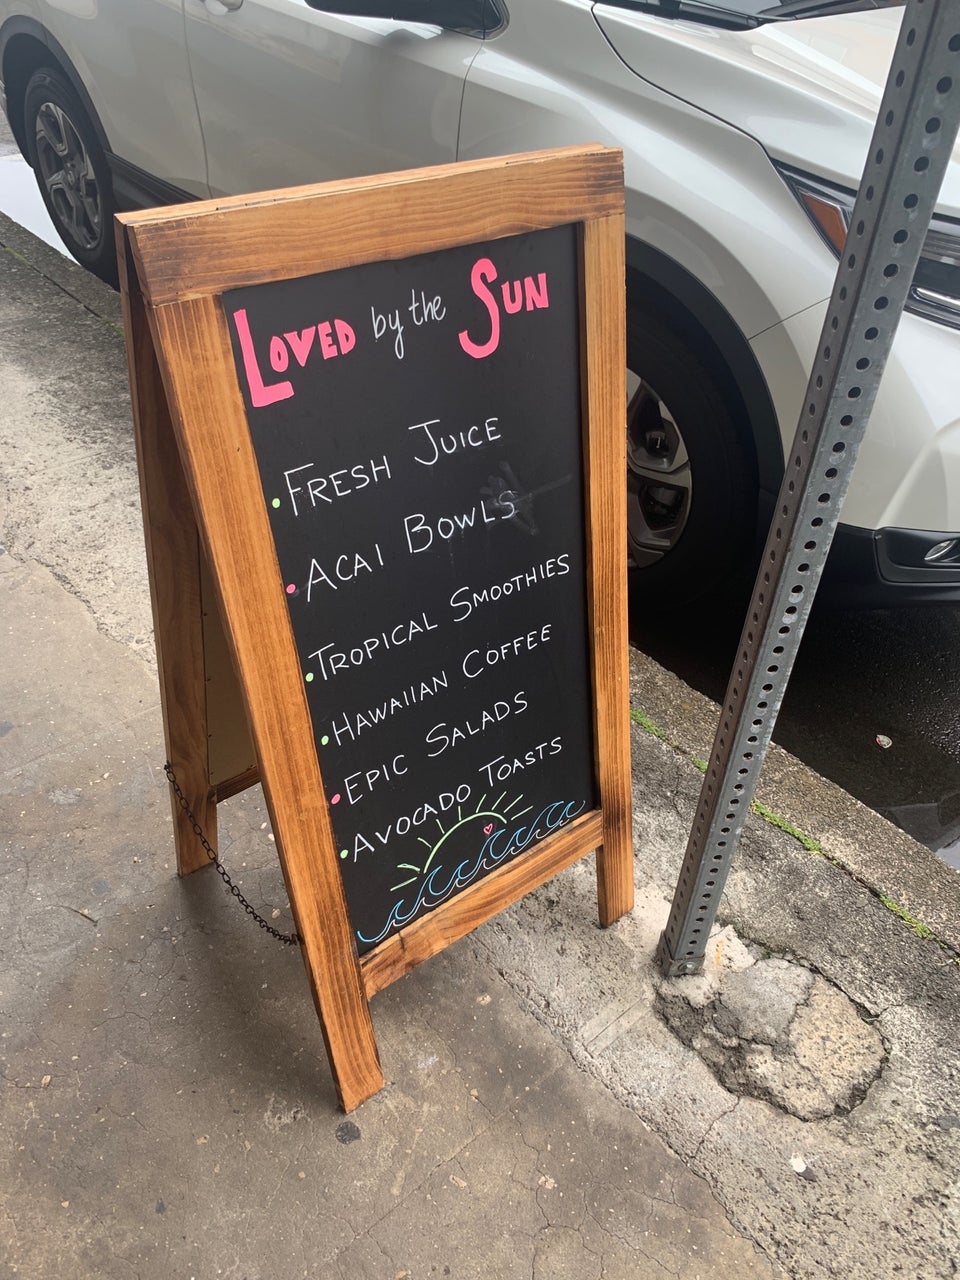 LOVED by the SUN
• FRESH JUICE
• ACAI BOWLS
• TROPICAL SMOOTHIES
• HAWAIIAN COFFEE
• EPIC SALADS
• AVOCADO TOASTS